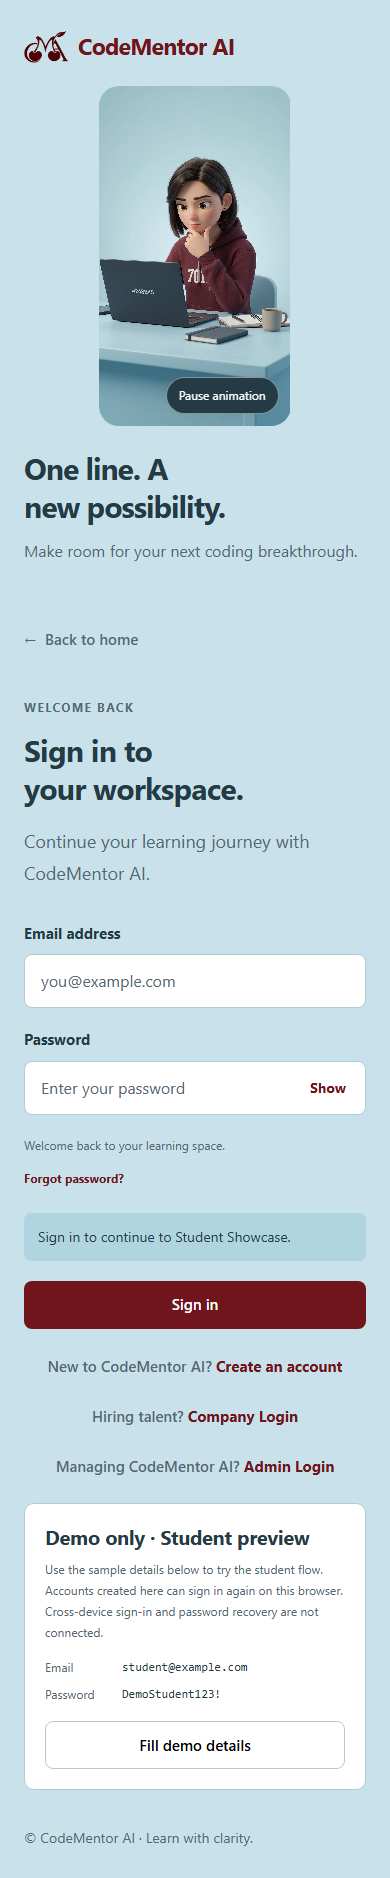 CodeMentor AI
Pause animation
One line. A
new possibility.
Make room for your next coding breakthrough.
← Back to home
WELCOME BACK
Sign in to
your workspace.
Continue your learning journey with
CodeMentor AI.
Email address
you@example.com
Password
Enter your password
Show
Welcome back to your learning space.
Forgot password?
Sign in to continue to Student Showcase.
Sign in
New to CodeMentor AI? Create an account
Hiring talent? Company Login
Managing CodeMentor AI? Admin Login
Demo only · Student preview
Use the sample details below to try the student flow.
Accounts created here can sign in again on this browser.
Cross-device sign-in and password recovery are not
connected.
Email student@example.com
Password DemoStudent123!
Fill demo details
© CodeMentor AI · Learn with clarity.